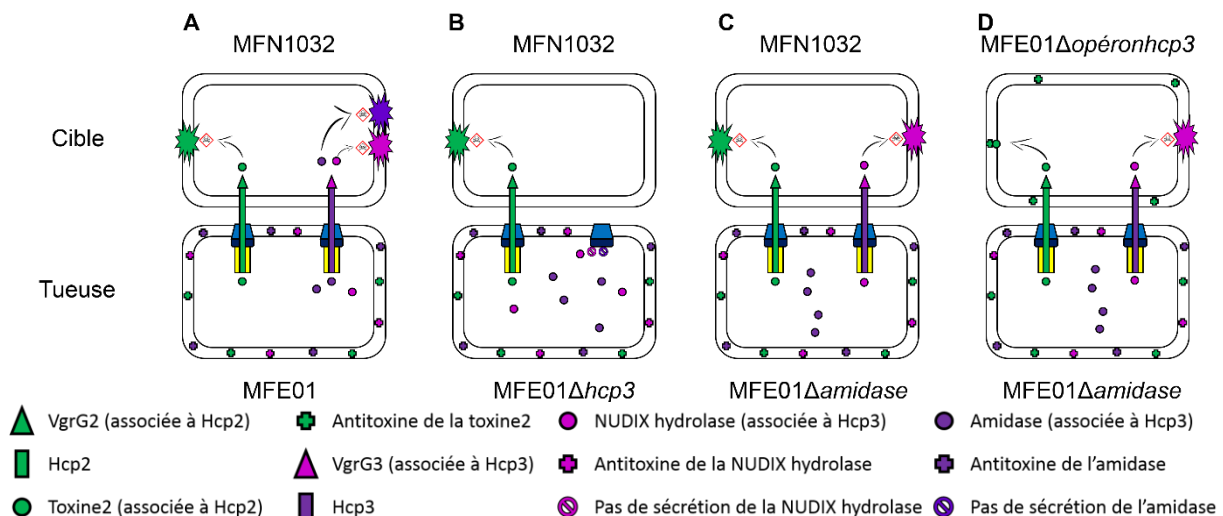 A
B
C
D
MFN1032
MFN1032
MFN1032
MFE01Δopéronhcp3
Cible
Tueuse
MFE01
MFE01Δhcp3
MFE01Δamidase
MFE01Δamidase
VgrG2 (associée à Hcp2)
Antitoxine de la toxine2
NUDIX hydrolase (associée à Hcp3)
Amidase (associée à Hcp3)
Hcp2
VgrG3 (associée à Hcp3)
Antitoxine de la NUDIX hydrolase
Antitoxine de l’amidase
Toxine2 (associée à Hcp2)
Hcp3
Pas de sécrétion de la NUDIX hydrolase
Pas de sécrétion de l’amidase